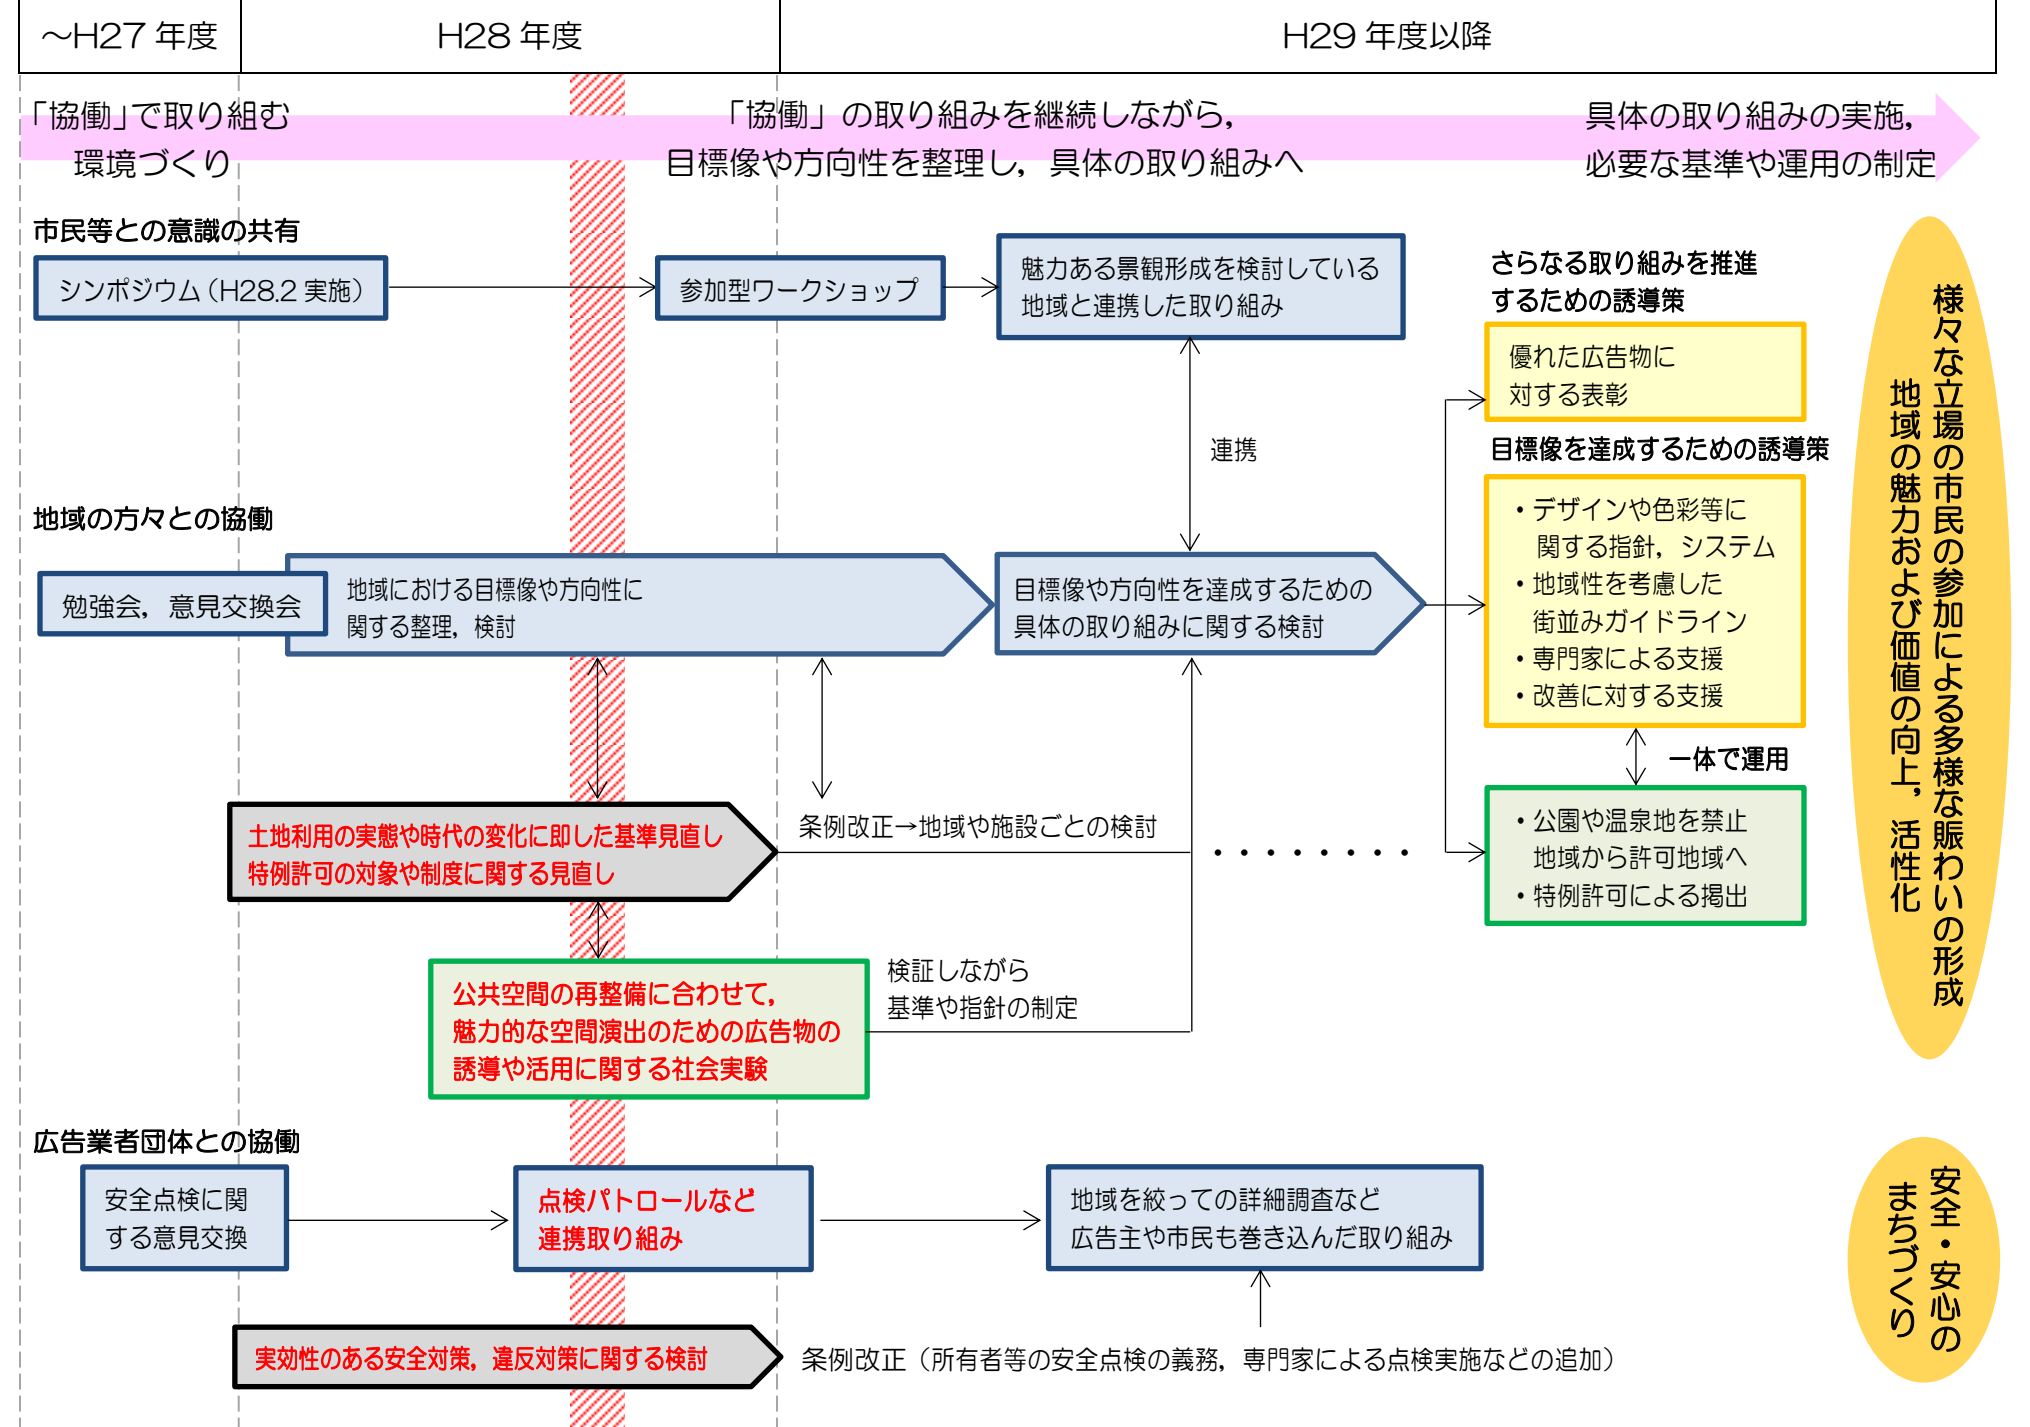 ～H27 年度
H28 年度
H29 年度以降
「協働」で取り組む
環境づくり
「協働」の取り組みを継続しながら，
目標像や方向性を整理し，具体の取り組みへ
具体の取り組みの実施，
必要な基準や運用の制定
市民等との意識の共有
シンポジウム（H28.2 実施）
参加型ワークショップ
魅力ある景観形成を検討している
地域と連携した取り組み
さらなる取り組みを推進
するための誘導策
優れた広告物に
対する表彰
連携
目標像を達成するための誘導策
・デザインや色彩等に
関する指針，システム
・地域性を考慮した
街並みガイドライン
・専門家による支援
・改善に対する支援
地域の方々との協働
勉強会，意見交換会
地域における目標像や方向性に
関する整理，検討
目標像や方向性を達成するための
具体の取り組みに関する検討
一体で運用
土地利用の実態や時代の変化に即した基準見直し
特例許可の対象や制度に関する見直し
条例改正→地域や施設ごとの検討
・・・・・・・・
・公園や温泉地を禁止
地域から許可地域へ
・特例許可による掲出
公共空間の再整備に合わせて，
魅力的な空間演出のための広告物の
誘導や活用に関する社会実験
検証しながら
基準や指針の制定
様々な立場の市民の参加による多様な賑わいの形成
地域の魅力および価値の向上，活性化
広告業者団体との協働
安全点検に関
する意見交換
点検パトロールなど
連携取り組み
地域を絞っての詳細調査など
広告主や市民も巻き込んだ取り組み
実効性のある安全対策，違反対策に関する検討
条例改正（所有者等の安全点検の義務，専門家による点検実施などの追加）
安全・安心の
まちづくり